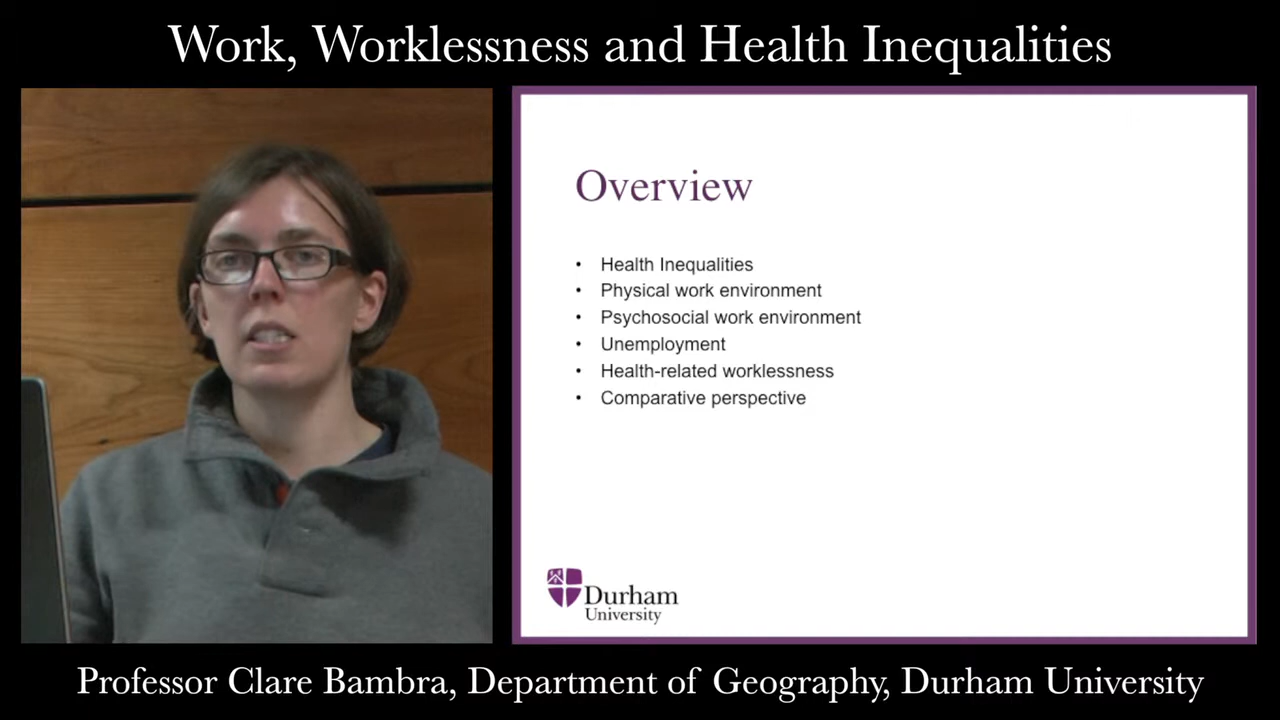 Work, Worklessness and Health Inequalities
Overview
• Health Inequalities
• Physical work environment
• Psychosocial work environment
• Unemployment
• Health-related worklessness
• Comparative perspective
Durham
University
Professor Clare Bambra, Department of Geography, Durham University